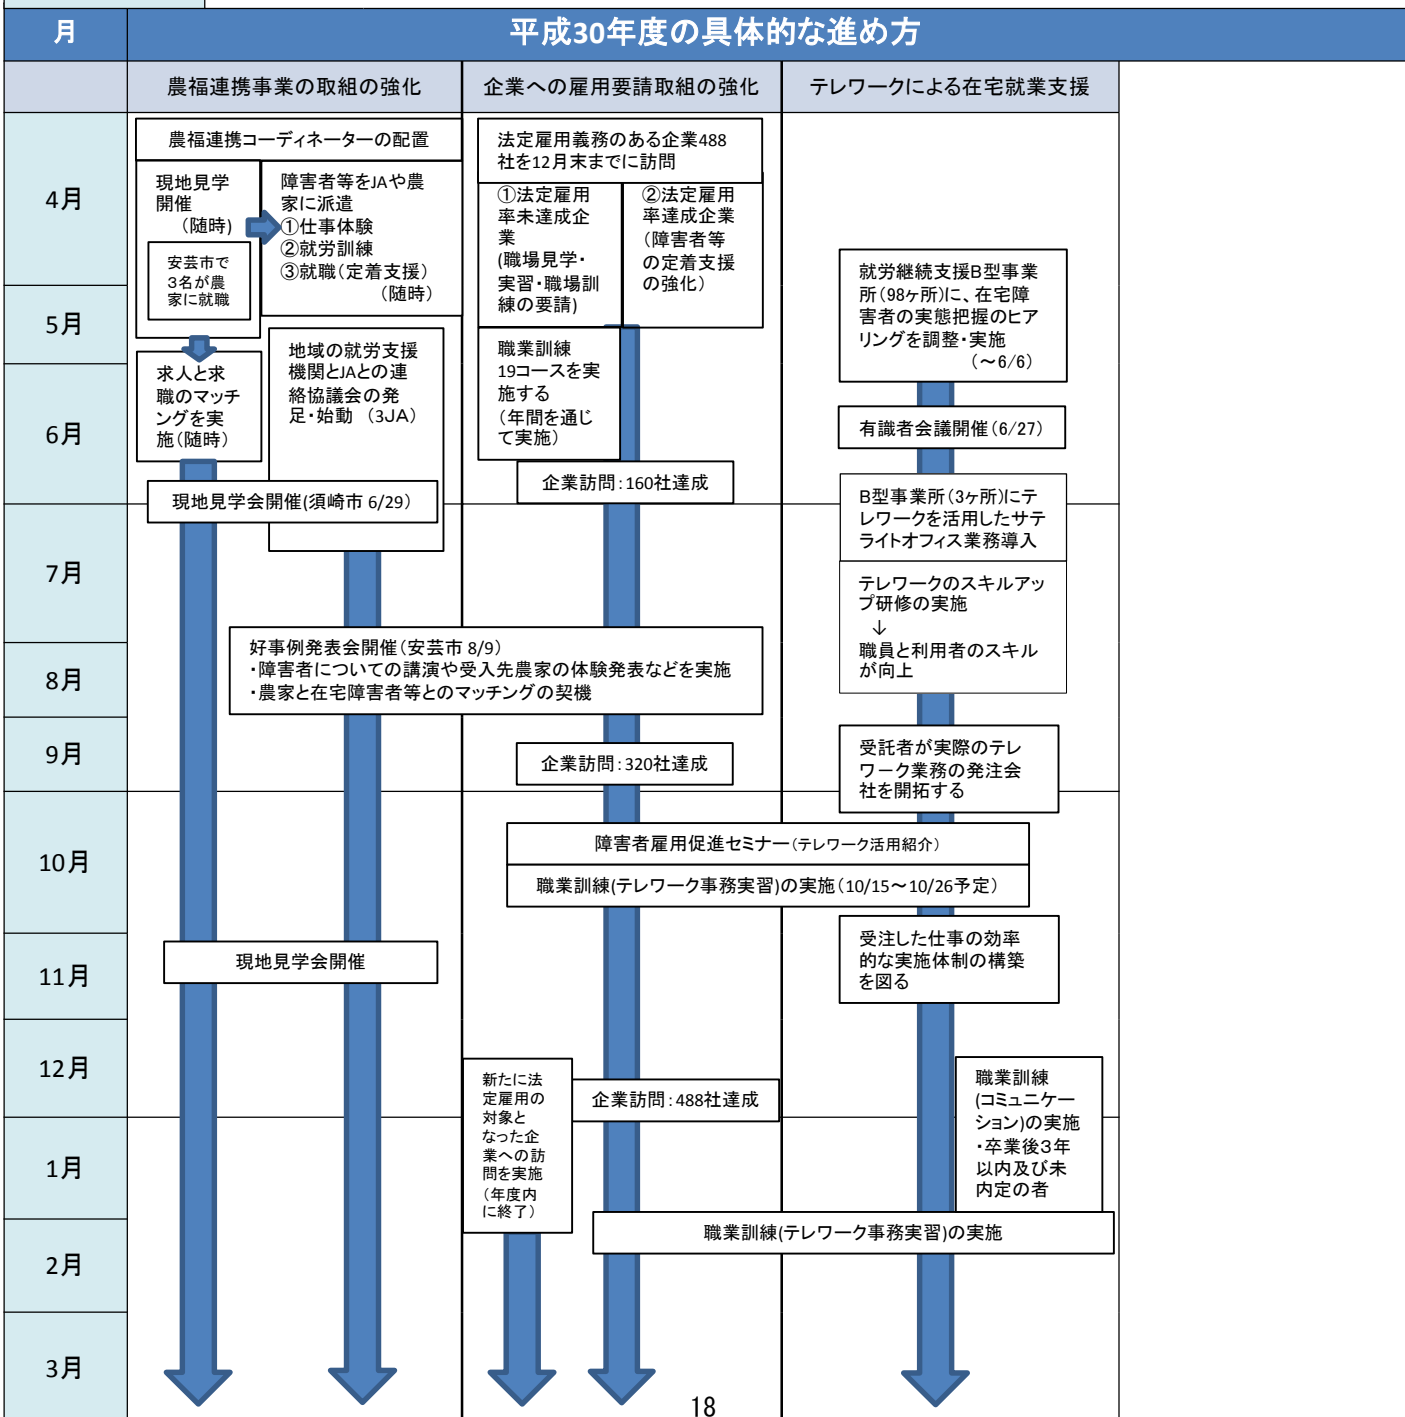 月
平成30年度の具体的な進め方
農福連携事業の取組の強化
企業への雇用要請取組の強化
テレワークによる在宅就業支援
4月
農福連携コーディネーターの配置
現地見学
開催
（随時）
安芸市で
3名が農
家に就職
障害者等をJAや農
家に派遣
①仕事体験
②就労訓練
③就職（定着支援）
（随時）
法定雇用義務のある企業488
社を12月末までに訪問
①法定雇用
率未達成企
業
(職場見学・
実習・職場訓
練の要請)
②法定雇用
率達成企業
（障害者等
の定着支援
の強化）
就労継続支援B型事業
所（98ヶ所）に、在宅障
害者の実態把握のヒア
リングを調整・実施
（～6/6）
5月
求人と求
職のマッチ
ングを実
施（随時）
地域の就労支援
機関とJAとの連
絡協議会の発
足・始動 （3JA）
職業訓練
19コースを実
施する
（年間を通じ
て実施）
6月
有識者会議開催（6/27）
企業訪問：160社達成
現地見学会開催(須崎市 6/29）
B型事業所（3ヶ所）にテ
レワークを活用したサテ
ライトオフィス業務導入
7月
テレワークのスキルアッ
プ研修の実施
↓
職員と利用者のスキル
が向上
好事例発表会開催（安芸市 8/9）
・障害者についての講演や受入先農家の体験発表などを実施
・農家と在宅障害者等とのマッチングの契機
8月
9月
企業訪問：320社達成
受託者が実際のテレ
ワーク業務の発注会
社を開拓する
10月
障害者雇用促進セミナー（テレワーク活用紹介）
職業訓練(テレワーク事務実習)の実施（10/15～10/26予定）
11月
現地見学会開催
受注した仕事の効率
的な実施体制の構築
を図る
12月
新たに法
定雇用の
対象と
なった企
業への訪
問を実施
（年度内
に終了）
企業訪問：488社達成
職業訓練
(コミュニケー
ション)の実施
・卒業後3年
以内及び未
内定の者
1月
職業訓練(テレワーク事務実習)の実施
2月
3月
18